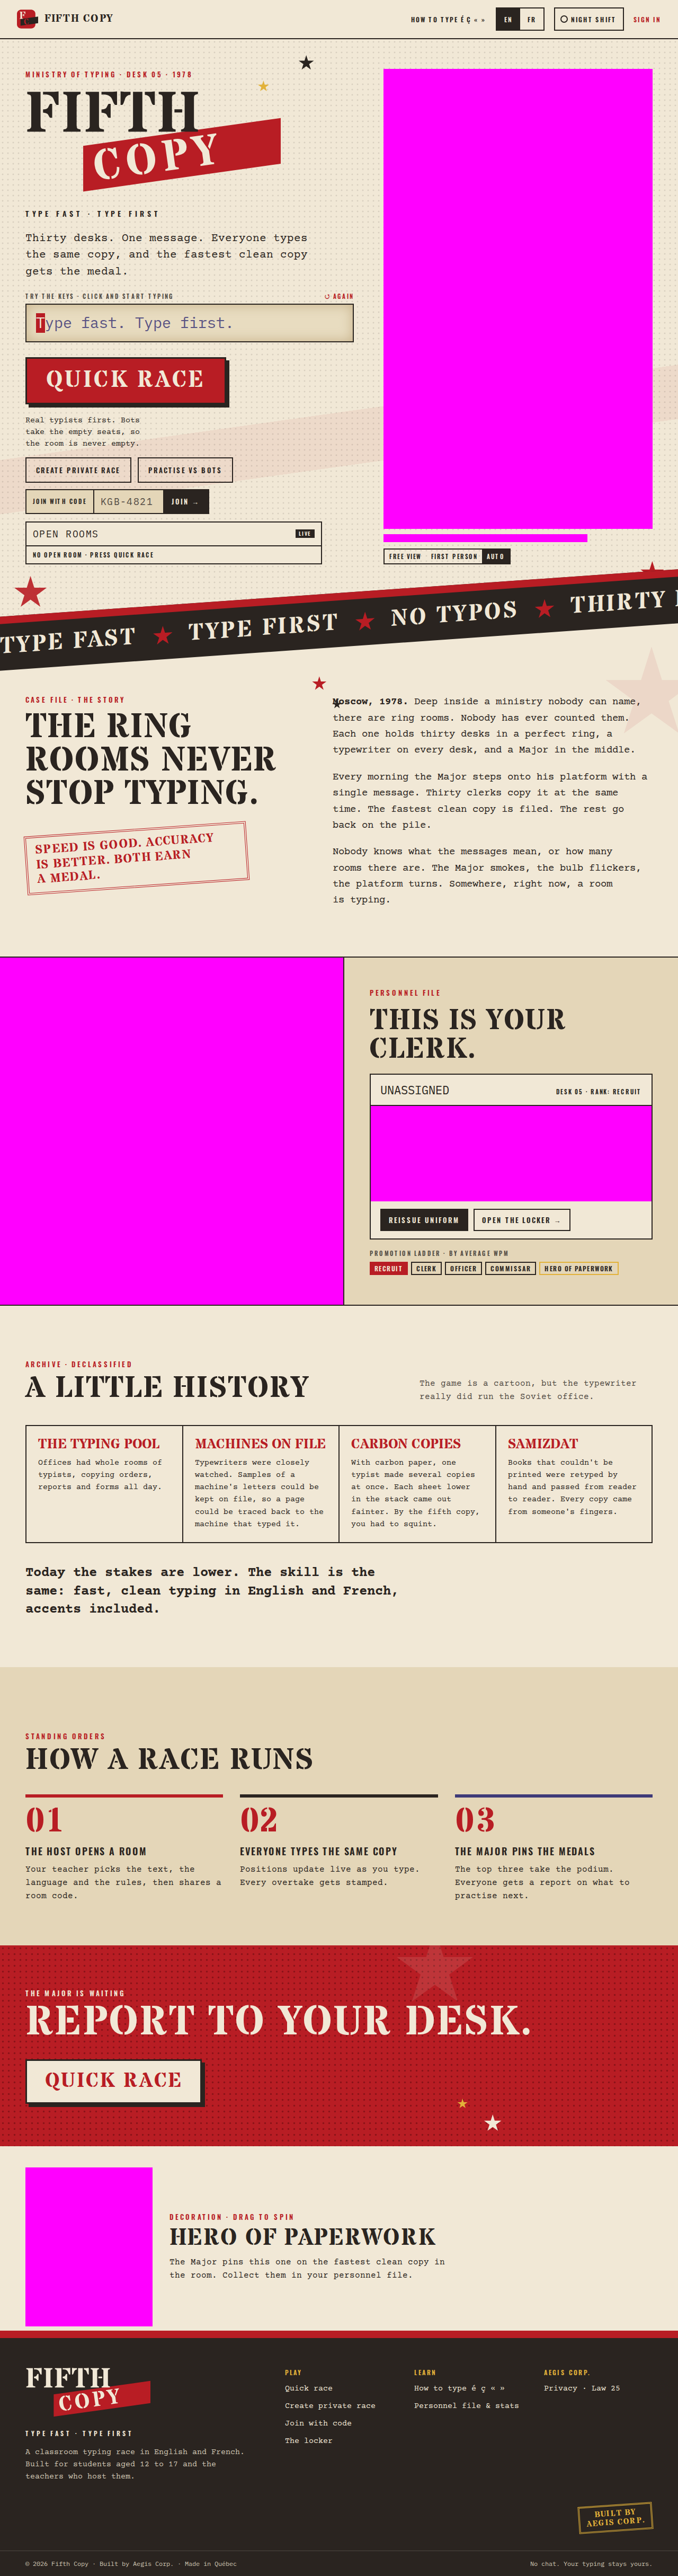 FIFTH COPY
HOW TO TYPE É Ç « »
EN
FR
NIGHT SHIFT
SIGN IN
MINISTRY OF TYPING · DESK 05 · 1978
FIFTH
COPY
TYPE FAST · TYPE FIRST
Thirty desks. One message. Everyone types
the same copy, and the fastest clean copy
gets the medal.
TRY THE KEYS · CLICK AND START TYPING
↻ AGAIN
Type fast. Type first.
QUICK RACE
Real typists first. Bots
take the empty seats, so
the room is never empty.
CREATE PRIVATE RACE
PRACTISE VS BOTS
JOIN WITH CODE
KGB-4821
JOIN →
OPEN ROOMS
LIVE
NO OPEN ROOM · PRESS QUICK RACE
FREE VIEW
FIRST PERSON
AUTO
TYPE FAST ★ TYPE FIRST ★ NO TYPOS ★ THIRTY
CASE FILE · THE STORY
THE RING
ROOMS NEVER
STOP TYPING.
SPEED IS GOOD. ACCURACY
IS BETTER. BOTH EARN
A MEDAL.
Moscow, 1978. Deep inside a ministry nobody can name,
there are ring rooms. Nobody has ever counted them.
Each one holds thirty desks in a perfect ring, a
typewriter on every desk, and a Major in the middle.
Every morning the Major steps onto his platform with a
single message. Thirty clerks copy it at the same
time. The fastest clean copy is filed. The rest go
back on the pile.
Nobody knows what the messages mean, or how many
rooms there are. The Major smokes, the bulb flickers,
the platform turns. Somewhere, right now, a room
is typing.
PERSONNEL FILE
THIS IS YOUR
CLERK.
UNASSIGNED
DESK 05 · RANK: RECRUIT
REISSUE UNIFORM
OPEN THE LOCKER →
PROMOTION LADDER · BY AVERAGE WPM
RECRUIT
CLERK
OFFICER
COMMISSAR
HERO OF PAPERWORK
ARCHIVE · DECLASSIFIED
A LITTLE HISTORY
The game is a cartoon, but the typewriter
really did run the Soviet office.
THE TYPING POOL
Offices had whole rooms of
typists, copying orders,
reports and forms all day.
MACHINES ON FILE
Typewriters were closely
watched. Samples of a
machine's letters could be
kept on file, so a page
could be traced back to the
machine that typed it.
CARBON COPIES
With carbon paper, one
typist made several copies
at once. Each sheet lower
in the stack came out
fainter. By the fifth copy,
you had to squint.
SAMIZDAT
Books that couldn't be
printed were retyped by
hand and passed from reader
to reader. Every copy came
from someone's fingers.
Today the stakes are lower. The skill is the
same: fast, clean typing in English and French,
accents included.
STANDING ORDERS
HOW A RACE RUNS
01
THE HOST OPENS A ROOM
Your teacher picks the text, the
language and the rules, then shares a
room code.
02
EVERYONE TYPES THE SAME COPY
Positions update live as you type.
Every overtake gets stamped.
03
THE MAJOR PINS THE MEDALS
The top three take the podium.
Everyone gets a report on what to
practise next.
THE MAJOR IS WAITING
REPORT TO YOUR DESK.
QUICK RACE
DECORATION · DRAG TO SPIN
HERO OF PAPERWORK
The Major pins this one on the fastest clean copy in
the room. Collect them in your personnel file.
FIFTH
COPY
TYPE FAST · TYPE FIRST
A classroom typing race in English and French.
Built for students aged 12 to 17 and the
teachers who host them.
PLAY
Quick race
Create private race
Join with code
The locker
LEARN
How to type é ç « »
Personnel file & stats
AEGIS CORP.
Privacy · Law 25
BUILT BY
AEGIS CORP.
© 2026 Fifth Copy · Built by Aegis Corp. · Made in Québec
No chat. Your typing stays yours.